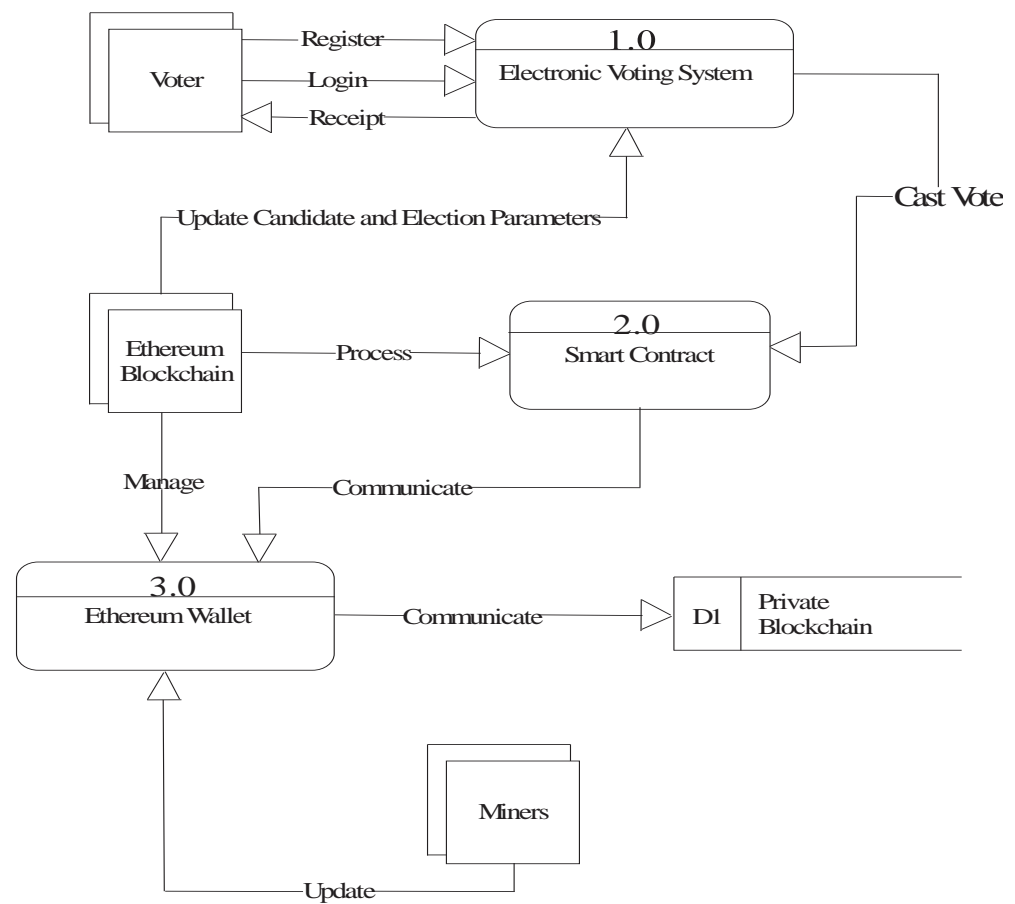 Register
1.0
Voter
Login
Electronic Voting System
Receipt
Cast Vote
Update Candidate and Election Parameters
2.0
Ethereum
Blockchain
Process
Smart Contract
Manage
Communicate
3.0
Ethereum Wallet
Communicate
D1
Private
Blockchain
Miners
Update